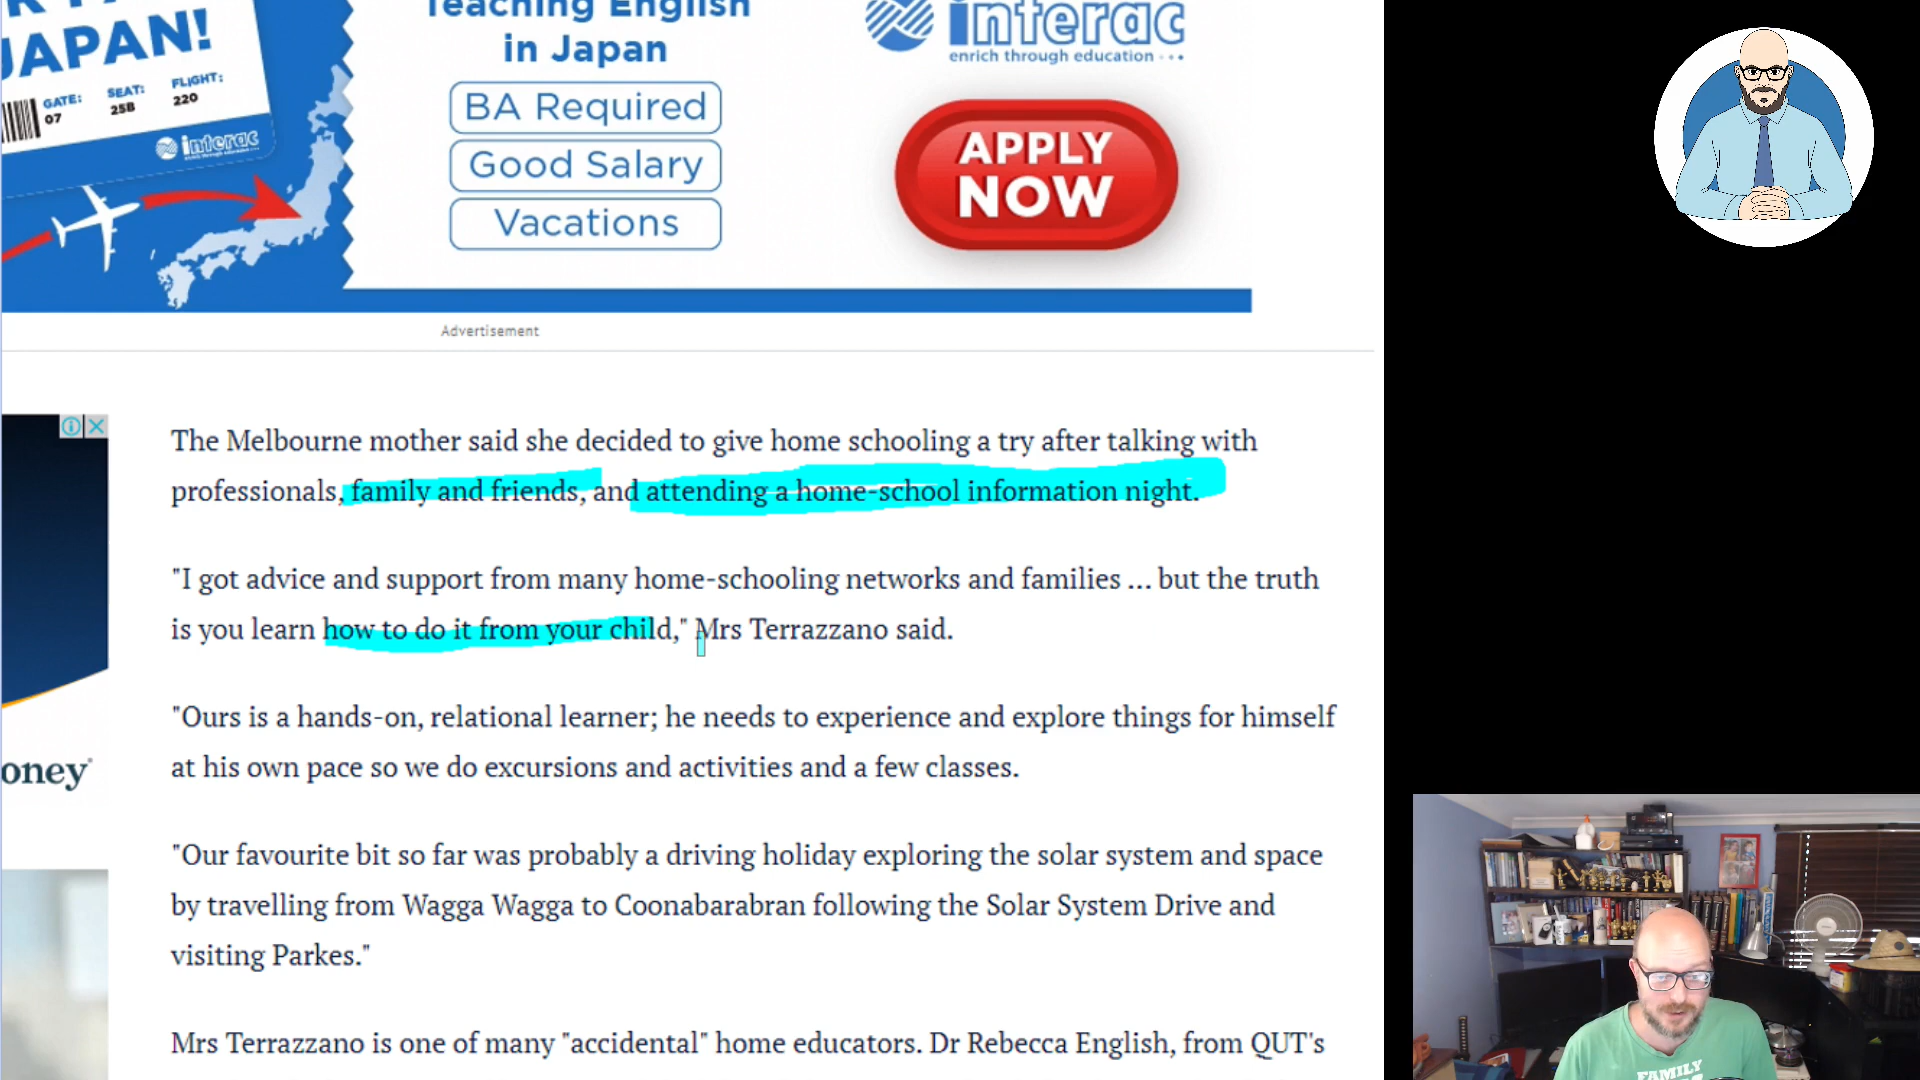 JAPAN!
GATE:
07
SEAT:
25B
FLIGHT:
220
interac
Teaching English
in Japan
BA Required
Good Salary
Vacations
interac
enrich through education
APPLY
NOW
Advertisement
The Melbourne mother said she decided to give home schooling a try after talking with
professionals, family and friends, and attending a home-school information night.
"I got advice and support from many home-schooling networks and families ... but the truth
is you learn how to do it from your child," Mrs Terrazzano said.
"Ours is a hands-on, relational learner; he needs to experience and explore things for himself
at his own pace so we do excursions and activities and a few classes.
"Our favourite bit so far was probably a driving holiday exploring the solar system and space
by travelling from Wagga Wagga to Coonabarabran following the Solar System Drive and
visiting Parkes."
Mrs Terrazzano is one of many "accidental" home educators. Dr Rebecca English, from QUT's
oney
FAMILY